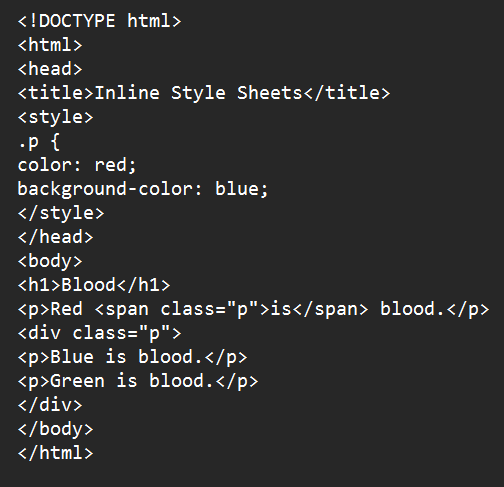 <!DOCTYPE html>
<html>
<head>
<title>Inline Style Sheets</title>
<style>
.p {
color: red;
background-color: blue;
</style>
</head>
<body>
<h1>Blood</h1>
<p>Red <span class="p">is</span> blood.</p>
<div class="p">
<p>Blue is blood.</p>
<p>Green is blood.</p>
</div>
</body>
</html>